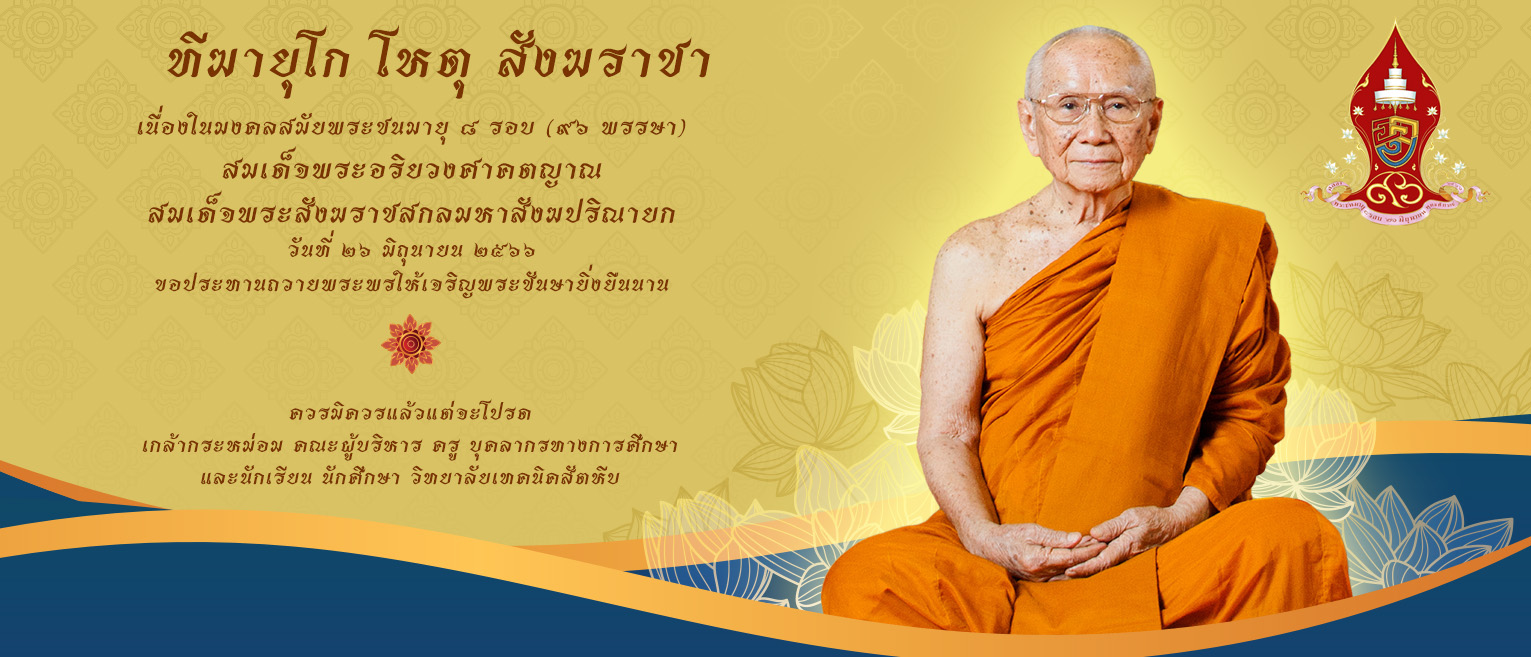 ทีฆายุโก โหตุ สังฆราชา
เนื่องในมงคลสมัยพระชนมายุ ๘ รอบ (๙๖ พรรษา)
สมเด็จพระอริยวงศาคตญาณ
สมเด็จพระสังฆราชสกลมหาสังฆปริณายก
วันที่ ๒๖ มิถุนายน ๒๕๖๖
ขอประทานถวายพระพรให้เจริญพระชันษายิ่งยืนนาน
ควรมิควรแล้วแต่จะโปรด
เกล้ากระหม่อม คณะผู้บริหาร ครู บุคลากรทางการศึกษา
และนักเรียน นักศึกษา วิทยาลัยเทคนิคสัตหีบ
๙๖